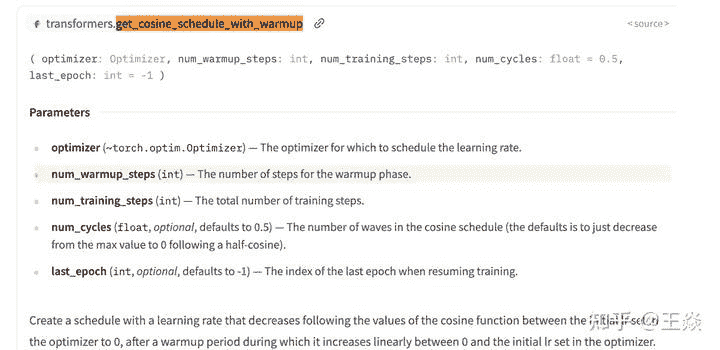 transformers.get_cosine_schedule_with_warmup <source>
( optimizer: Optimizer, num_warmup_steps: int, num_training_steps: int, num_cycles: float = 0.5,
last_epoch: int = -1 )
Parameters
optimizer (~torch.optim.Optimizer) — The optimizer for which to schedule the learning rate.
num_warmup_steps (int) — The number of steps for the warmup phase.
num_training_steps (int) — The total number of training steps.
num_cycles (float, optional, defaults to 0.5) — The number of waves in the cosine schedule (the defaults is to just decrease
from the max value to 0 following a half-cosine).
last_epoch (int, optional, defaults to -1) — The index of the last epoch when resuming training.
Create a schedule with a learning rate that decreases following the values of the cosine function between the initial lr set in
the optimizer to 0, after a warmup period during which it increases linearly between 0 and the initial lr set in the optimizer.
知乎 @王焱